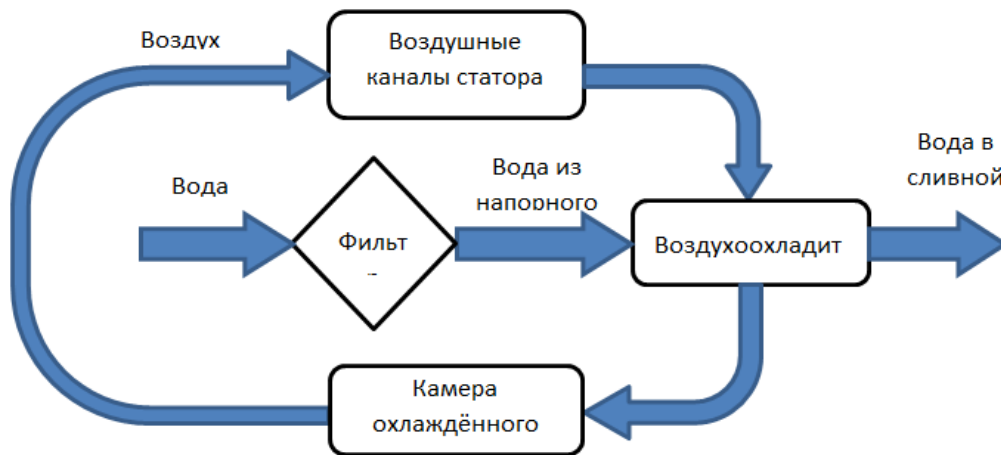 Воздух
Воздушные
каналы статора
Вода
Фильт
Вода из
напорного
Воздухоохладит
Вода в
сливной
Камера
охлаждённого